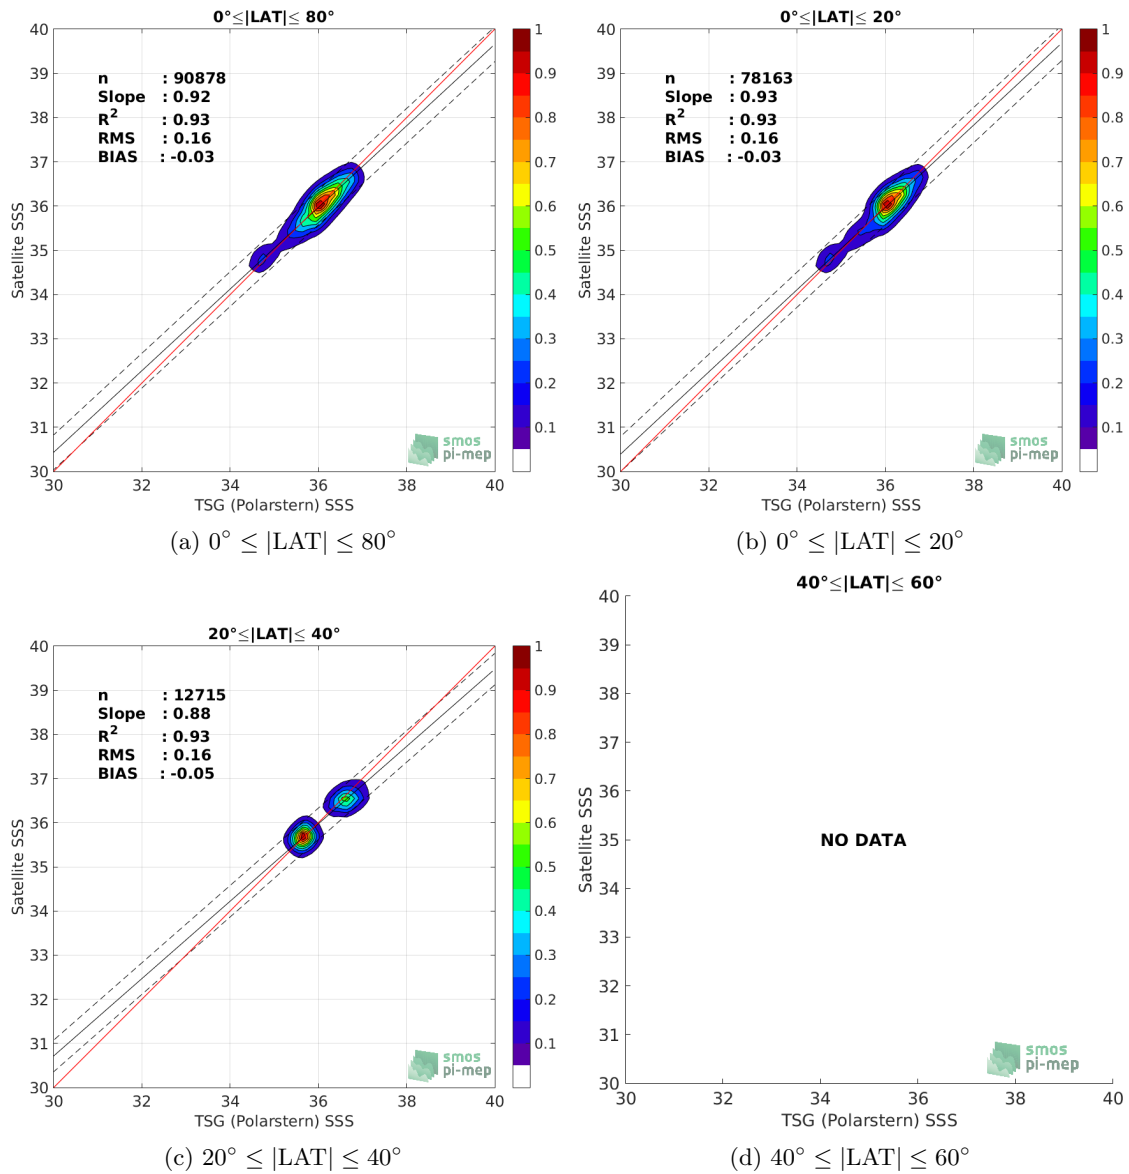 0°≤|LAT|≤ 80°
n : 90878
Slope : 0.92
R² : 0.93
RMS : 0.16
BIAS : -0.03
40
39
38
37
36
35
34
33
32
31
30
Satellite SSS
30 32 34 36 38 40
TSG (Polarstern) SSS
1
0.9
0.8
0.7
0.6
0.5
0.4
0.3
0.2
0.1
smos
pi-mep
(a) 0° ≤ |LAT| ≤ 80°
0°≤|LAT|≤ 20°
n : 78163
Slope : 0.93
R² : 0.93
RMS : 0.16
BIAS : -0.03
40
39
38
37
36
35
34
33
32
31
30
Satellite SSS
30 32 34 36 38 40
TSG (Polarstern) SSS
1
0.9
0.8
0.7
0.6
0.5
0.4
0.3
0.2
0.1
smos
pi-mep
(b) 0° ≤ |LAT| ≤ 20°
20°≤|LAT|≤ 40°
n : 12715
Slope : 0.88
R² : 0.93
RMS : 0.16
BIAS : -0.05
40
39
38
37
36
35
34
33
32
31
30
Satellite SSS
30 32 34 36 38 40
TSG (Polarstern) SSS
1
0.9
0.8
0.7
0.6
0.5
0.4
0.3
0.2
0.1
smos
pi-mep
(c) 20° ≤ |LAT| ≤ 40°
40°≤|LAT|≤ 60°
40
39
38
37
36
35
34
33
32
31
30
Satellite SSS
NO DATA
30 32 34 36 38 40
TSG (Polarstern) SSS
smos
pi-mep
(d) 40° ≤ |LAT| ≤ 60°